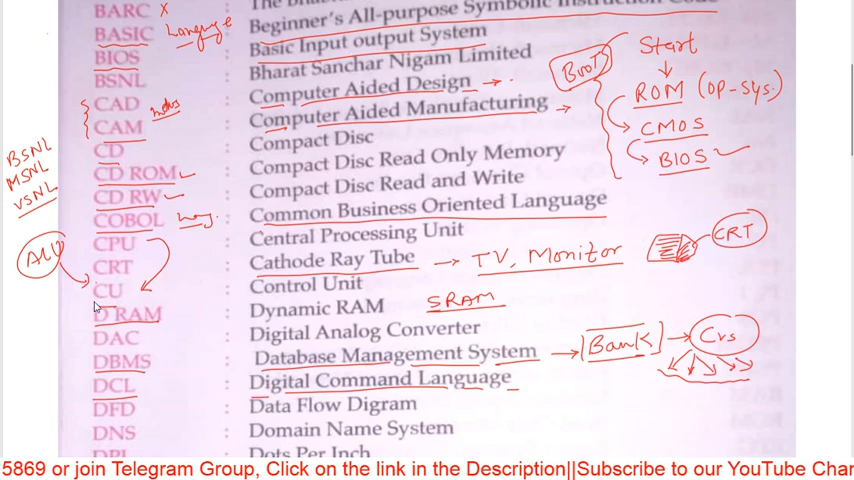 BARC x : The
BASIC Language : Beginner's All-purpose Symbolic Instruction Code
BIOS : Basic Input output System
BSNL : Bharat Sanchar Nigam Limited
CAD : Computer Aided Design
CAM : Computer Aided Manufacturing
CD : Compact Disc
CD ROM : Compact Disc Read Only Memory
CD RW : Compact Disc Read and Write
COBOL Lang. : Common Business Oriented Language
CPU : Central Processing Unit
CRT : Cathode Ray Tube → TV, Monitor CRT
CU : Control Unit
D RAM : Dynamic RAM SRAM
DAC : Digital Analog Converter
DBMS : Database Management System → Bank → Crs
DCL : Digital Command Language
DFD : Data Flow Digram
DNS : Domain Name System
DPI : Dots Per Inch
BSNL
MSNL
VSNL
ALU
Boot
Start
ROM (OP-Sys.)
CMOS
BIOS
5869 or join Telegram Group, Click on the link in the Description||Subscribe to our YouTube Char